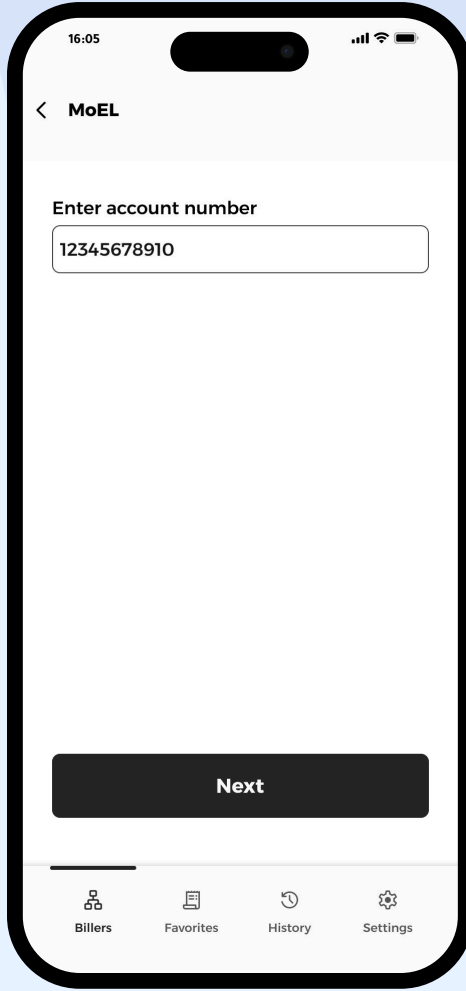 16:05
MoEL
Enter account number
12345678910
Next
Billers
Favorites
History
Settings